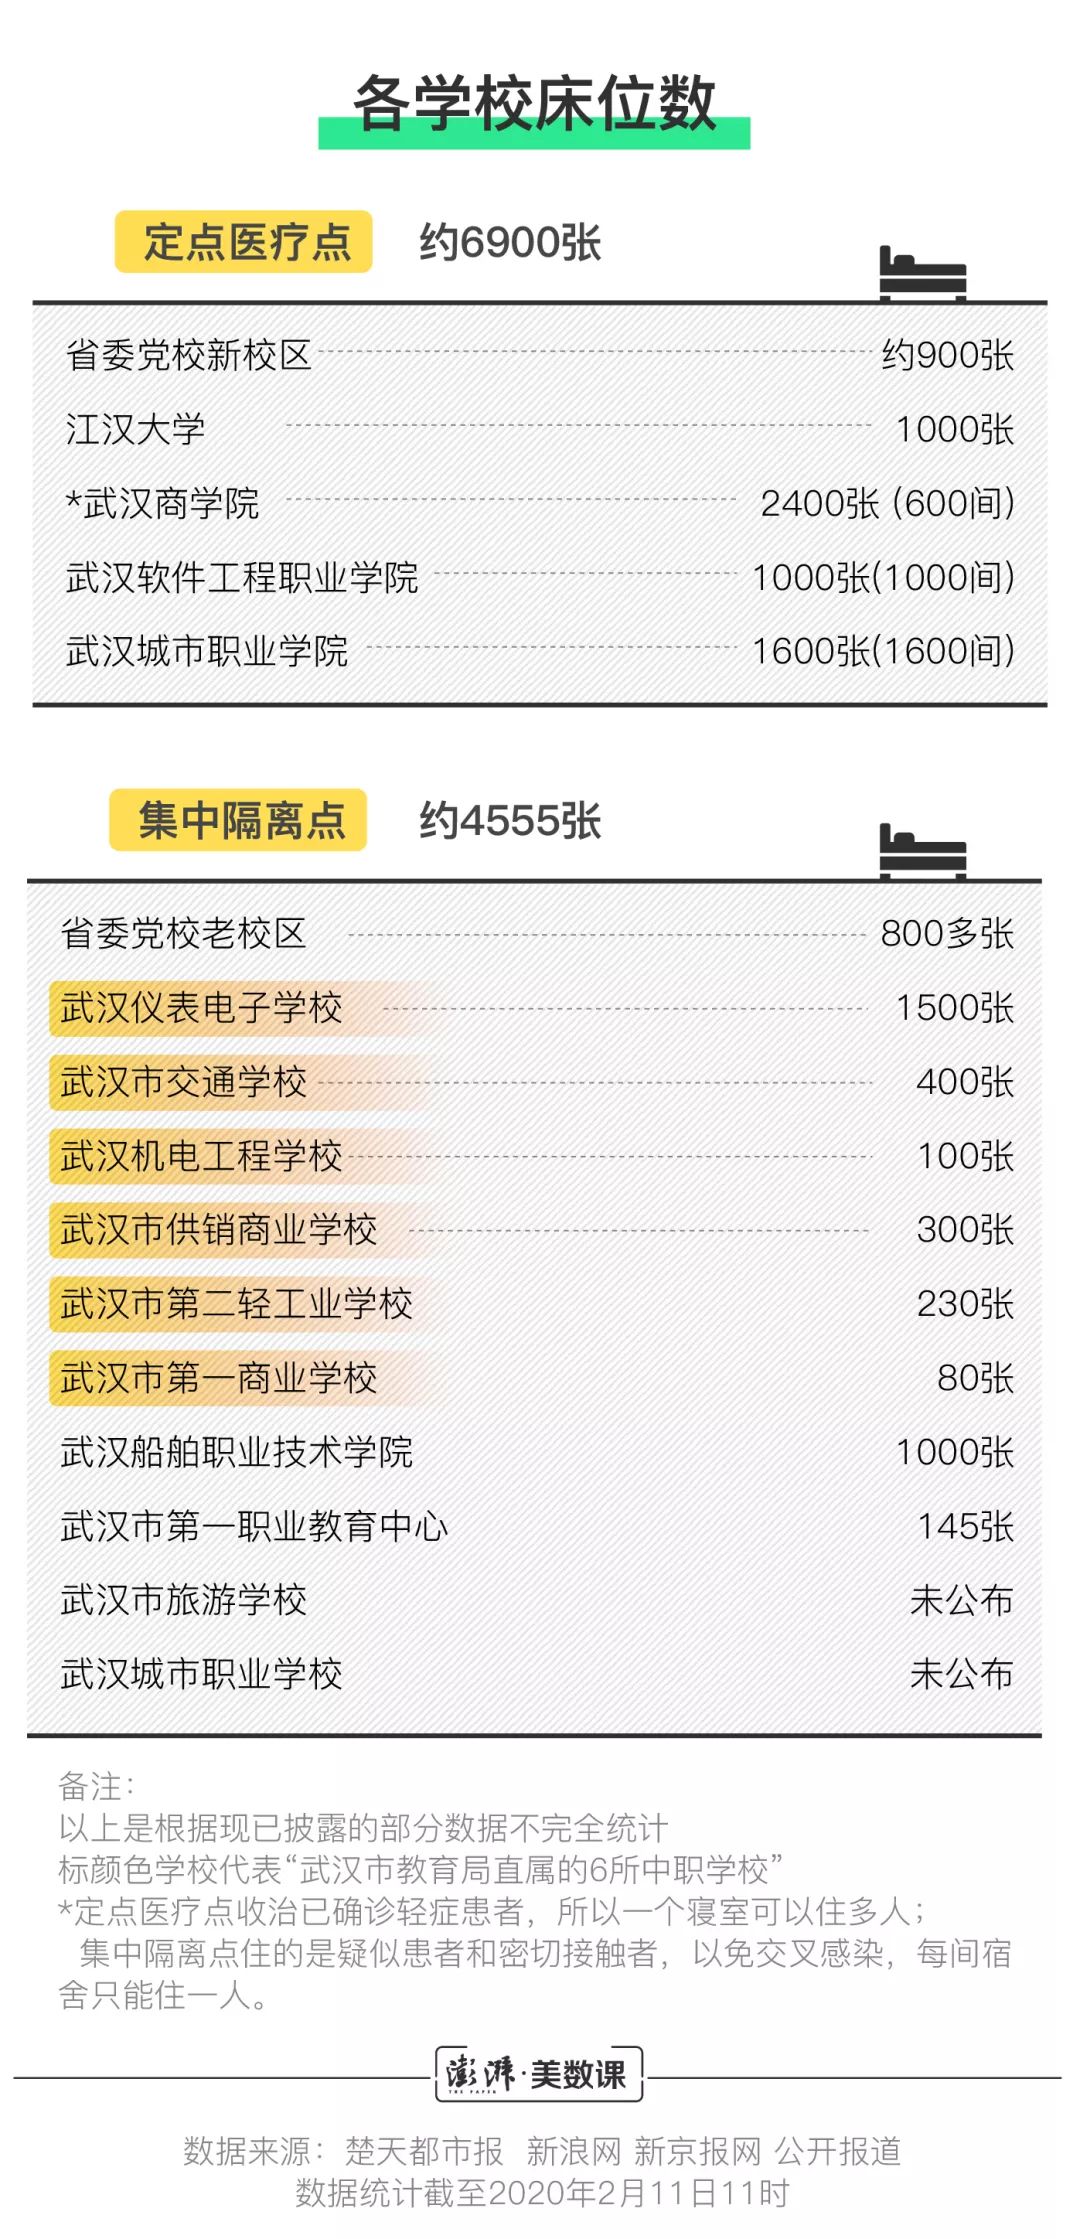 各学校床位数
定点医疗点 约6900张
省委党校新校区 约900张
江汉大学 1000张
*武汉商学院 2400张 (600间)
武汉软件工程职业学院 1000张(1000间)
武汉城市职业学院 1600张(1600间)
集中隔离点 约4555张
省委党校老校区 800多张
武汉仪表电子学校 1500张
武汉市交通学校 400张
武汉机电工程学校 100张
武汉市供销商业学校 300张
武汉市第二轻工业学校 230张
武汉市第一商业学校 80张
武汉船舶职业技术学院 1000张
武汉市第一职业教育中心 145张
武汉市旅游学校 未公布
武汉城市职业学校 未公布
备注：
以上是根据现已披露的部分数据不完全统计
标颜色学校代表“武汉市教育局直属的6所中职学校”
*定点医疗点收治已确诊轻症患者，所以一个寝室可以住多人；
集中隔离点住的是疑似患者和密切接触者，以免交叉感染，每间宿
舍只能住一人。
澎湃·美数课
THE PAPER
数据来源：楚天都市报 新浪网 新京报网 公开报道
数据统计截至2020年2月11日11时